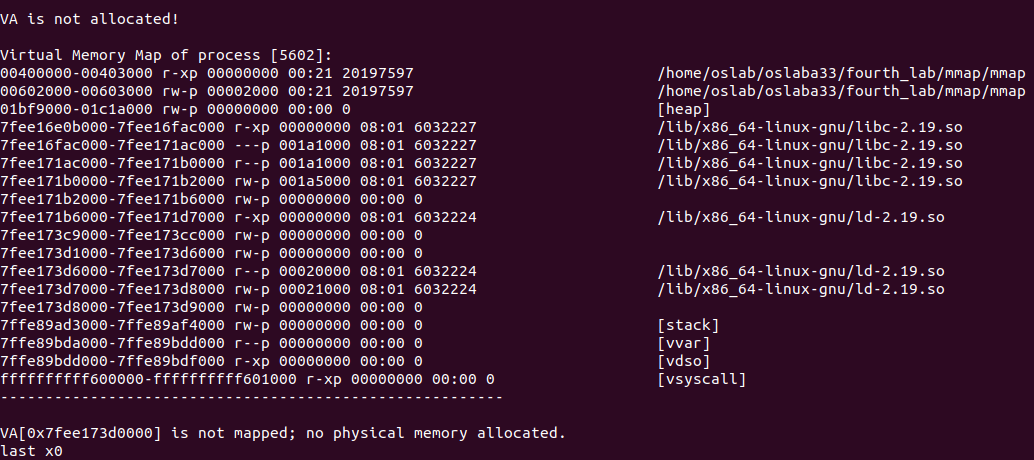 VA is not allocated!
Virtual Memory Map of process [5602]:
00400000-00403000 r-xp 00000000 00:21 20197597 /home/oslab/oslaba33/fourth_lab/mmap/mmap
00602000-00603000 rw-p 00002000 00:21 20197597 /home/oslab/oslaba33/fourth_lab/mmap/mmap
01bf9000-01c1a000 rw-p 00000000 00:00 0 [heap]
7fee16e0b000-7fee16fac000 r-xp 00000000 08:01 6032227 /lib/x86_64-linux-gnu/libc-2.19.so
7fee16fac000-7fee171ac000 ---p 001a1000 08:01 6032227 /lib/x86_64-linux-gnu/libc-2.19.so
7fee171ac000-7fee171b0000 r--p 001a1000 08:01 6032227 /lib/x86_64-linux-gnu/libc-2.19.so
7fee171b0000-7fee171b2000 rw-p 001a5000 08:01 6032227 /lib/x86_64-linux-gnu/libc-2.19.so
7fee171b2000-7fee171b6000 rw-p 00000000 00:00 0
7fee171b6000-7fee171d7000 r-xp 00000000 08:01 6032224 /lib/x86_64-linux-gnu/ld-2.19.so
7fee173c9000-7fee173cc000 rw-p 00000000 00:00 0
7fee173d1000-7fee173d6000 rw-p 00000000 00:00 0
7fee173d6000-7fee173d7000 r--p 00020000 08:01 6032224 /lib/x86_64-linux-gnu/ld-2.19.so
7fee173d7000-7fee173d8000 rw-p 00021000 08:01 6032224 /lib/x86_64-linux-gnu/ld-2.19.so
7fee173d8000-7fee173d9000 rw-p 00000000 00:00 0
7ffe89ad3000-7ffe89af4000 rw-p 00000000 00:00 0 [stack]
7ffe89bda000-7ffe89bdd000 r--p 00000000 00:00 0 [vvar]
7ffe89bdd000-7ffe89bdf000 r-xp 00000000 00:00 0 [vdso]
ffffffffff600000-ffffffffff601000 r-xp 00000000 00:00 0 [vsyscall]
--------------------------------------------------------
VA[0x7fee173d0000] is not mapped; no physical memory allocated.
last x0